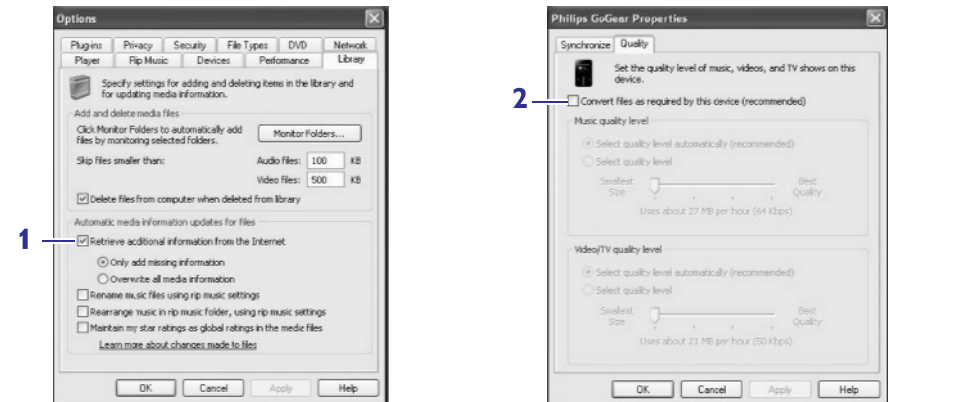 Options
Plug-ins Privacy Security File Types DVD Network
Player Rip Music Devices Performance Library
Specify settings for adding and deleting items in the library and
for updating media information.
Add and delete media files
Click Monitor Folders to automatically add
files by monitoring selected folders.
Monitor Folders...
Skip files smaller than: Audio files: 100 KB
Video files: 500 KB
Delete files from computer when deleted from library
Automatic media information updates for files
1
Retrieve additional information from the Internet
Only add missing information
Overwrite all media information
Rename music files using rip music settings
Rearrange music in rip music folder, using rip music settings
Maintain my star ratings as global ratings in the media files
Learn more about changes made to files
OK Cancel Apply Help
Philips GoGear Properties
Synchronize Quality
Set the quality level of music, videos, and TV shows on this
device.
2
Convert files as required by this device (recommended)
Music quality level
Select quality level automatically (recommended)
Select quality level
Smallest
Size
Best
Quality
Uses about 27 MB per hour (64 Kbps)
Video/TV quality level
Select quality level automatically (recommended)
Select quality level
Smallest
Size
Best
Quality
Uses about 21 MB per hour (50 Kbps)
OK Cancel Apply Help